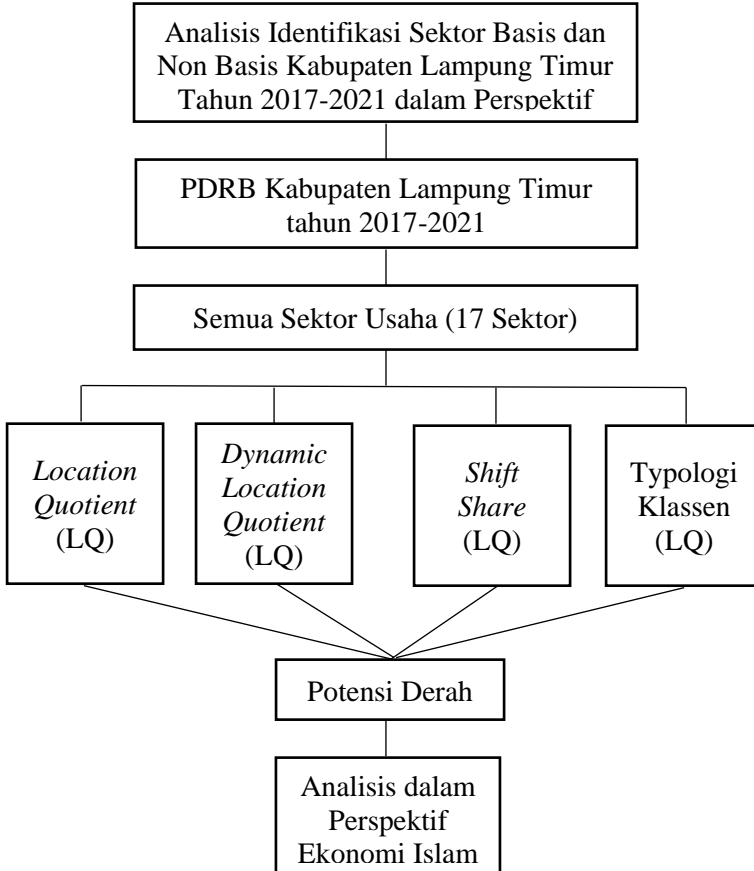 Analisis Identifikasi Sektor Basis dan
Non Basis Kabupaten Lampung Timur
Tahun 2017-2021 dalam Perspektif
PDRB Kabupaten Lampung Timur
tahun 2017-2021
Semua Sektor Usaha (17 Sektor)
Location
Quotient
(LQ)
Dynamic
Location
Quotient
(LQ)
Shift
Share
(LQ)
Typologi
Klassen
(LQ)
Potensi Derah
Analisis dalam
Perspektif
Ekonomi Islam